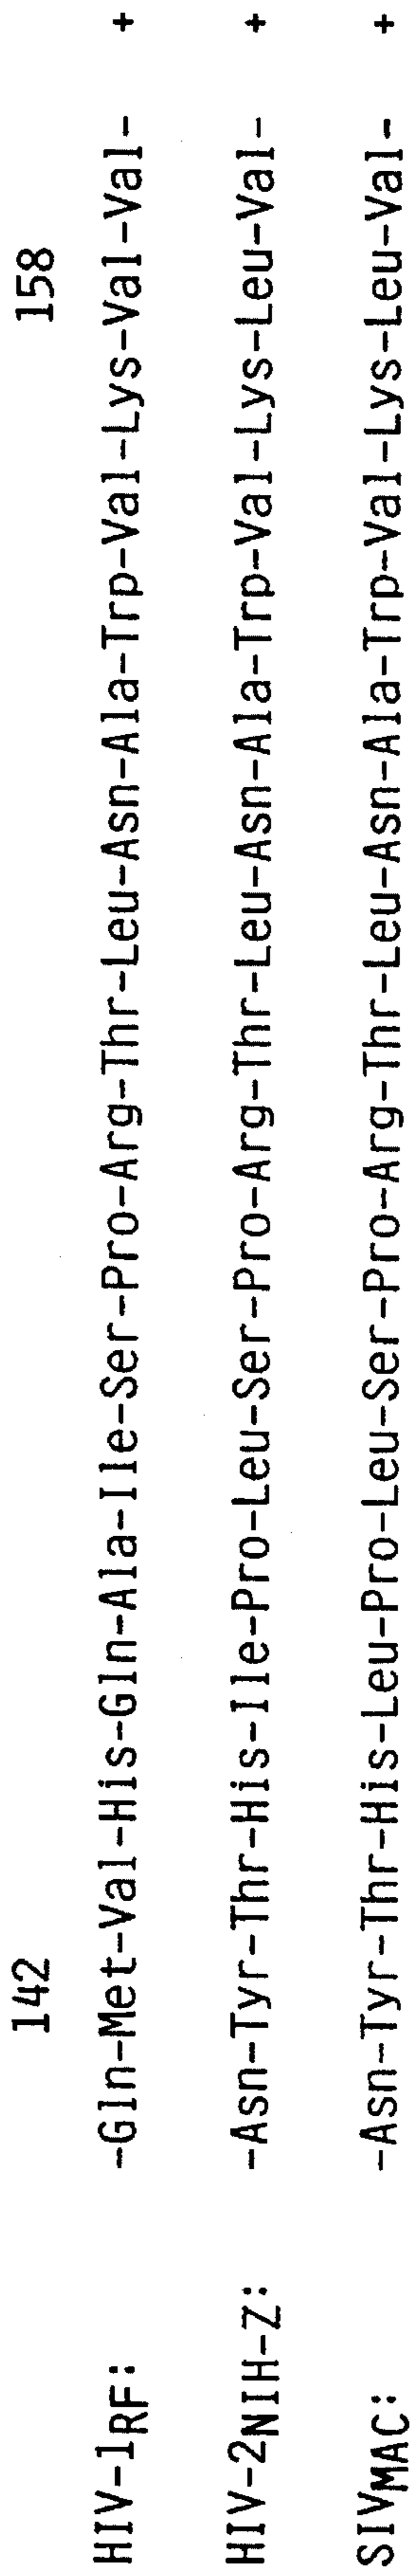 142 158
HIV-1RF: -Gln-Met-Val-His-Gln-Ala-Ile-Ser-Pro-Arg-Thr-Leu-Asn-Ala-Trp-Val-Lys-Val-Val- +
HIV-2NIH-Z: -Asn-Tyr-Thr-His-Ile-Pro-Leu-Ser-Pro-Arg-Thr-Leu-Asn-Ala-Trp-Val-Lys-Leu-Val- +
SIVMAC: -Asn-Tyr-Thr-His-Leu-Pro-Leu-Ser-Pro-Arg-Thr-Leu-Asn-Ala-Trp-Val-Lys-Leu-Val- +